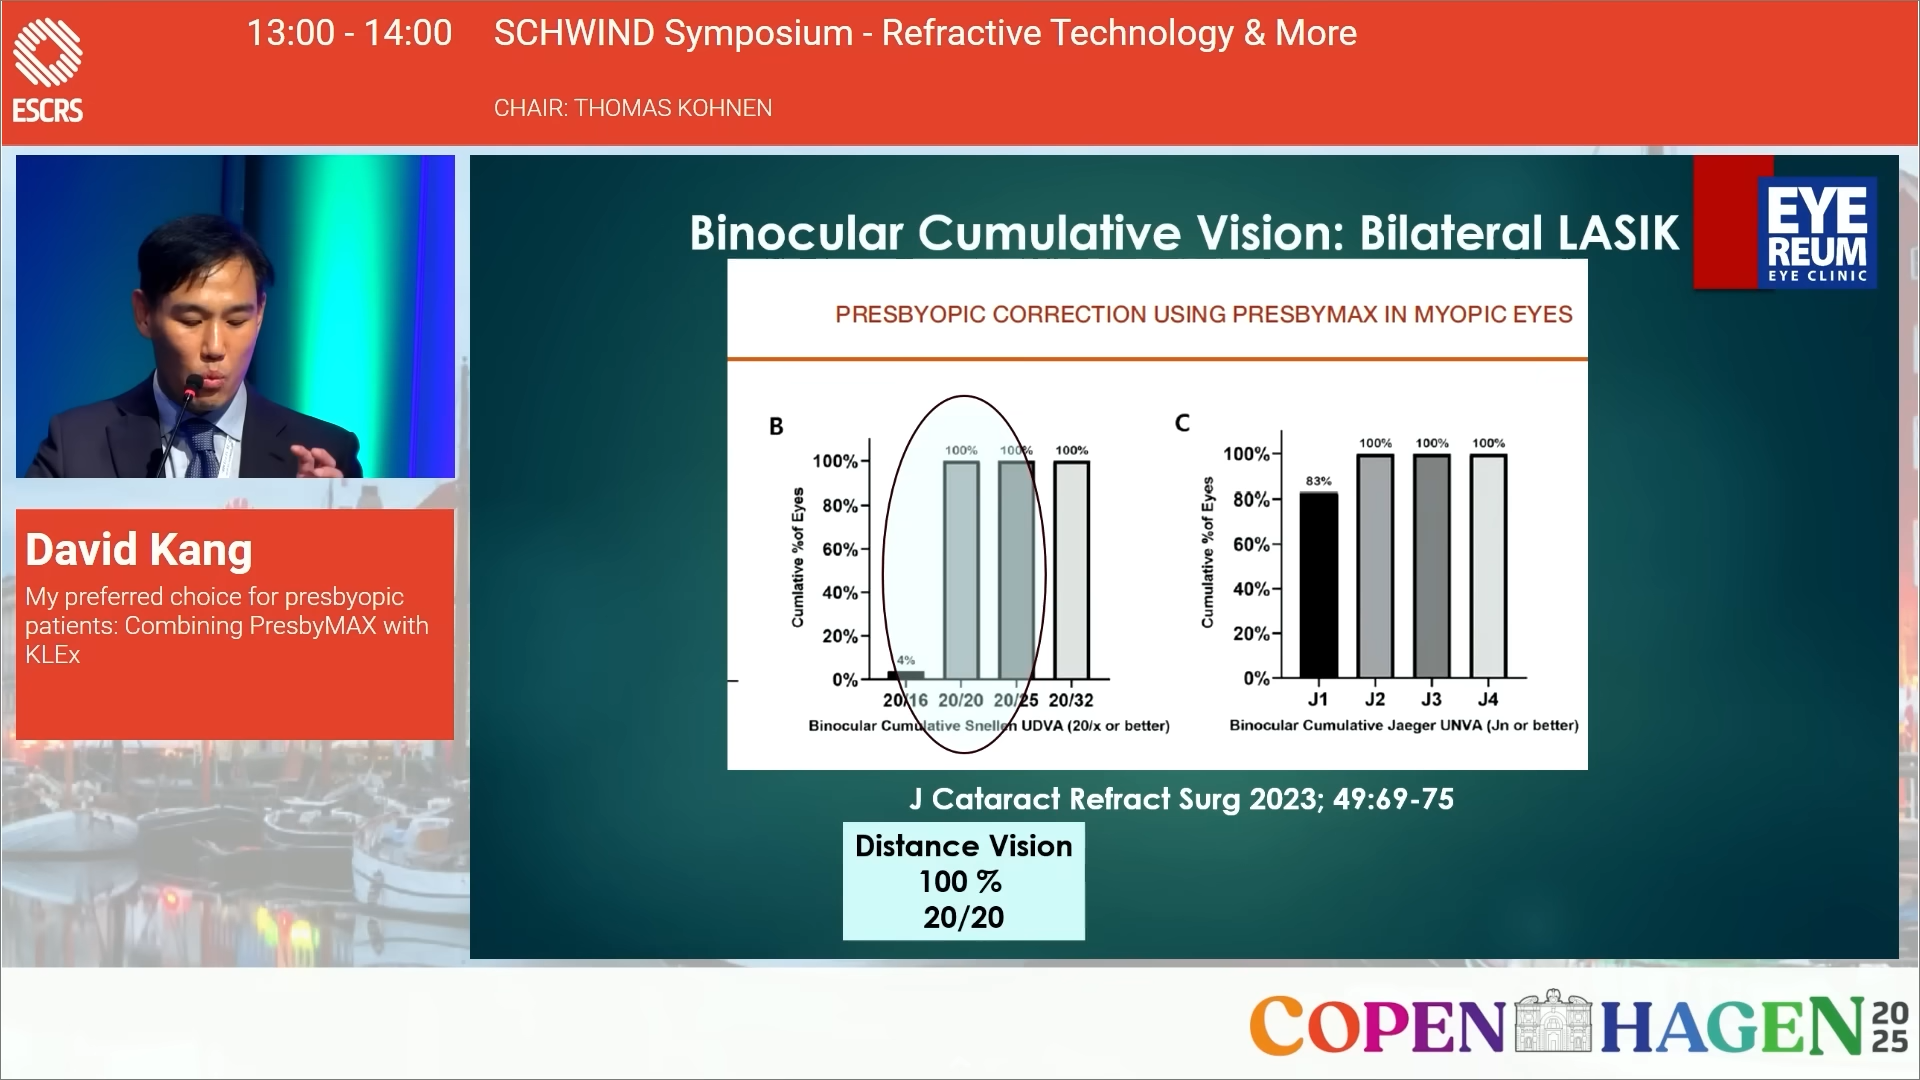 13:00 - 14:00
SCHWIND Symposium - Refractive Technology & More
ESCRS
CHAIR: THOMAS KOHNEN
David Kang
My preferred choice for presbyopic
patients: Combining PresbyMAX with
KLEx
Binocular Cumulative Vision: Bilateral LASIK
EYE
REUM
EYE CLINIC
PRESBYOPIC CORRECTION USING PRESBYMAX IN MYOPIC EYES
B
Cumlative %of Eyes
100%
80%
60%
40%
20%
0%
4%
100%
100%
100%
20/16 20/20 20/25 20/32
Binocular Cumulative Snellen UDVA (20/x or better)
C
Cumulative %of Eyes
100%
80%
60%
40%
20%
0%
83%
100%
100%
100%
J1 J2 J3 J4
Binocular Cumulative Jaeger UNVA (Jn or better)
J Cataract Refract Surg 2023; 49:69-75
Distance Vision
100 %
20/20
COPENHAGEN 20
25